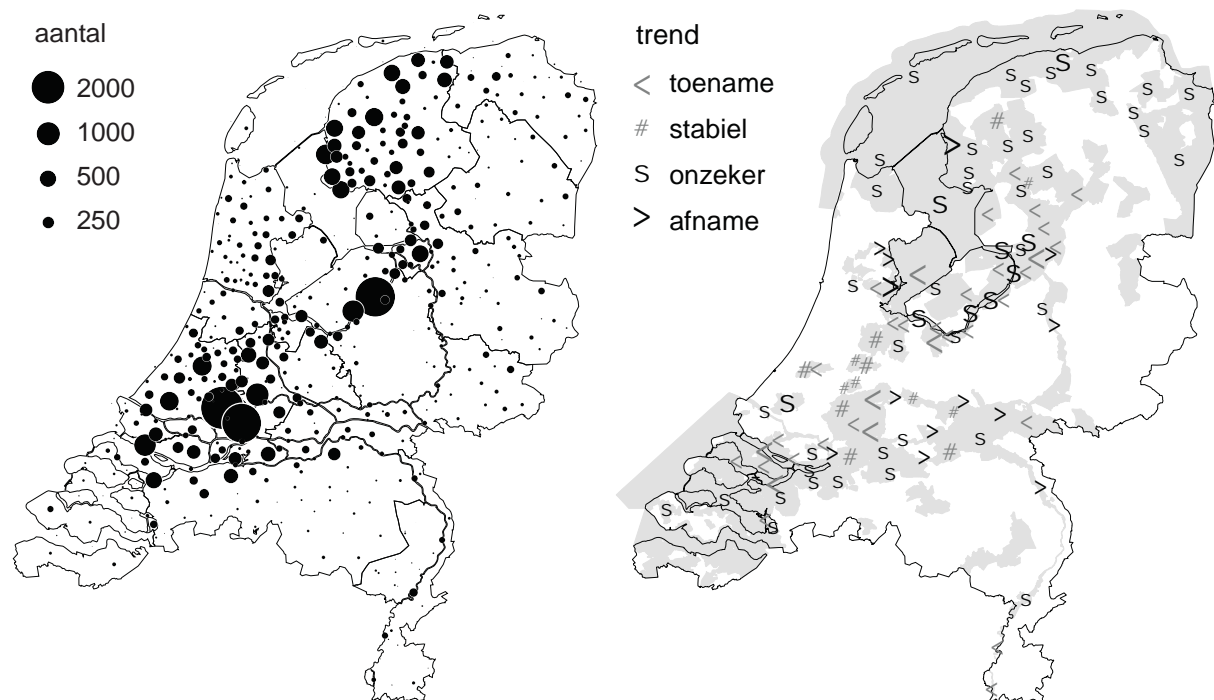 aantal
2000
1000
500
250
trend
< toename
# stabiel
S onzeker
> afname